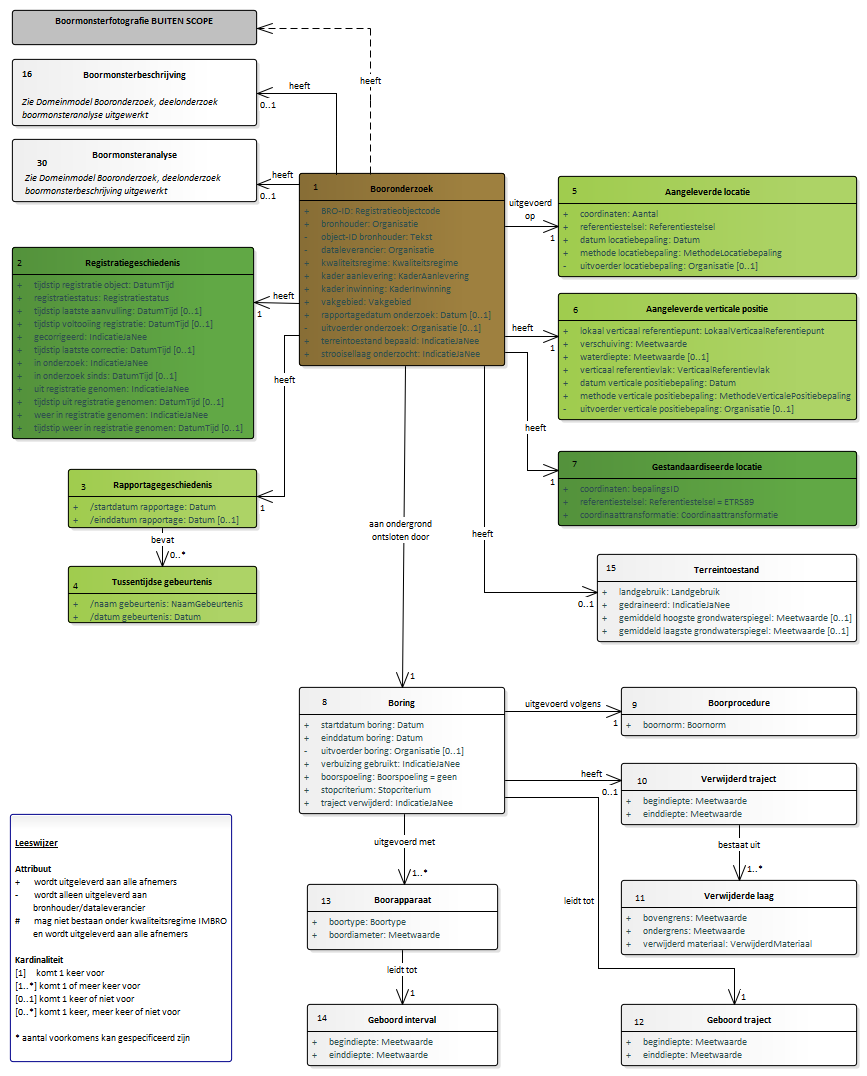 Boormonsterfotografie BUITEN SCOPE
heeft
16
Boormonsterbeschrijving
Zie Domeinmodel Booronderzoek, deelonderzoek
boormonsteranalyse uitgewerkt
heeft
0..1
30
Boormonsteranalyse
Zie Domeinmodel Booronderzoek, deelonderzoek
boormonsterbeschrijving uitgewerkt
heeft
0..1
1
Booronderzoek
+ BRO-ID: Registratieobjectcode
+ bronhouder: Organisatie
- object-ID bronhouder: Tekst
- dataleverancier: Organisatie
+ kwaliteitsregime: Kwaliteitsregime
+ kader aanlevering: KaderAanlevering
+ kader inwinning: KaderInwinning
+ vakgebied: Vakgebied
+ rapportagedatum onderzoek: Datum [0..1]
- uitvoerder onderzoek: Organisatie [0..1]
+ terreintoestand bepaald: IndicatieJaNee
+ strooisellaag onderzocht: IndicatieJaNee
uitgevoerd
op
1
5
Aangeleverde locatie
+ coordinaten: Aantal
+ referentiestelsel: Referentiestelsel
+ datum locatiebepaling: Datum
+ methode locatiebepaling: MethodeLocatiebepaling
- uitvoerder locatiebepaling: Organisatie [0..1]
2
Registratiegeschiedenis
+ tijdstip registratie object: DatumTijd
+ registratiestatus: Registratiestatus
+ tijdstip laatste aanvulling: DatumTijd [0..1]
+ tijdstip voltooiing registratie: DatumTijd [0..1]
+ gecorrigeerd: IndicatieJaNee
+ tijdstip laatste correctie: DatumTijd [0..1]
+ in onderzoek: IndicatieJaNee
+ in onderzoek sinds: DatumTijd [0..1]
+ uit registratie genomen: IndicatieJaNee
+ tijdstip uit registratie genomen: DatumTijd [0..1]
+ weer in registratie genomen: IndicatieJaNee
+ tijdstip weer in registratie genomen: DatumTijd [0..1]
heeft
1
heeft
1
6
Aangeleverde verticale positie
+ lokaal verticaal referentiepunt: LokaalVerticaalReferentiepunt
+ verschuiving: Meetwaarde
+ waterdiepte: Meetwaarde [0..1]
+ verticaal referentievlak: VerticaalReferentievlak
+ datum verticale positiebepaling: Datum
+ methode verticale positiebepaling: MethodeVerticalePositiebepaling
- uitvoerder verticale positiebepaling: Organisatie [0..1]
heeft
1
heeft
1
7
Gestandaardiseerde locatie
+ coordinaten: bepalingsID
+ referentiestelsel: Referentiestelsel = ETRS89
+ coordinaattransformatie: Coordinaattransformatie
3
Rapportagegeschiedenis
+ /startdatum rapportage: Datum
+ /einddatum rapportage: Datum [0..1]
bevat
0..*
4
Tussentijdse gebeurtenis
+ /naam gebeurtenis: NaamGebeurtenis
+ /datum gebeurtenis: Datum
aan ondergrond
ontsloten door
1
heeft
0..1
15
Terreintoestand
+ landgebruik: Landgebruik
+ gedraineerd: IndicatieJaNee
+ gemiddeld hoogste grondwaterspiegel: Meetwaarde [0..1]
+ gemiddeld laagste grondwaterspiegel: Meetwaarde [0..1]
8
Boring
+ startdatum boring: Datum
+ einddatum boring: Datum
- uitvoerder boring: Organisatie [0..1]
+ verbuizing gebruikt: IndicatieJaNee
+ boorspoeling: Boorspoeling = geen
+ stopcriterium: Stopcriterium
+ traject verwijderd: IndicatieJaNee
uitgevoerd volgens
1
9
Boorprocedure
+ boornorm: Boornorm
heeft
0..1
10
Verwijderd traject
+ begindiepte: Meetwaarde
+ einddiepte: Meetwaarde
bestaat uit
1..*
11
Verwijderde laag
+ bovengrens: Meetwaarde
+ ondergrens: Meetwaarde
+ verwijderd materiaal: VerwijderdMateriaal
leidt tot
1
12
Geboord traject
+ begindiepte: Meetwaarde
+ einddiepte: Meetwaarde
uitgevoerd met
1..*
13
Boorapparaat
+ boortype: Boortype
+ boordiameter: Meetwaarde
leidt tot
1
14
Geboord interval
+ begindiepte: Meetwaarde
+ einddiepte: Meetwaarde
Leeswijzer
Attribuut
+ wordt uitgeleverd aan alle afnemers
- wordt alleen uitgeleverd aan
bronhouder/dataleverancier
# mag niet bestaan onder kwaliteitsregime IMBRO
en wordt uitgeleverd aan alle afnemers
Kardinaliteit
[1] komt 1 keer voor
[1..*] komt 1 of meer keer voor
[0..1] komt 1 keer of niet voor
[0..*] komt 1 keer, meer keer of niet voor
* aantal voorkomens kan gespecificeerd zijn